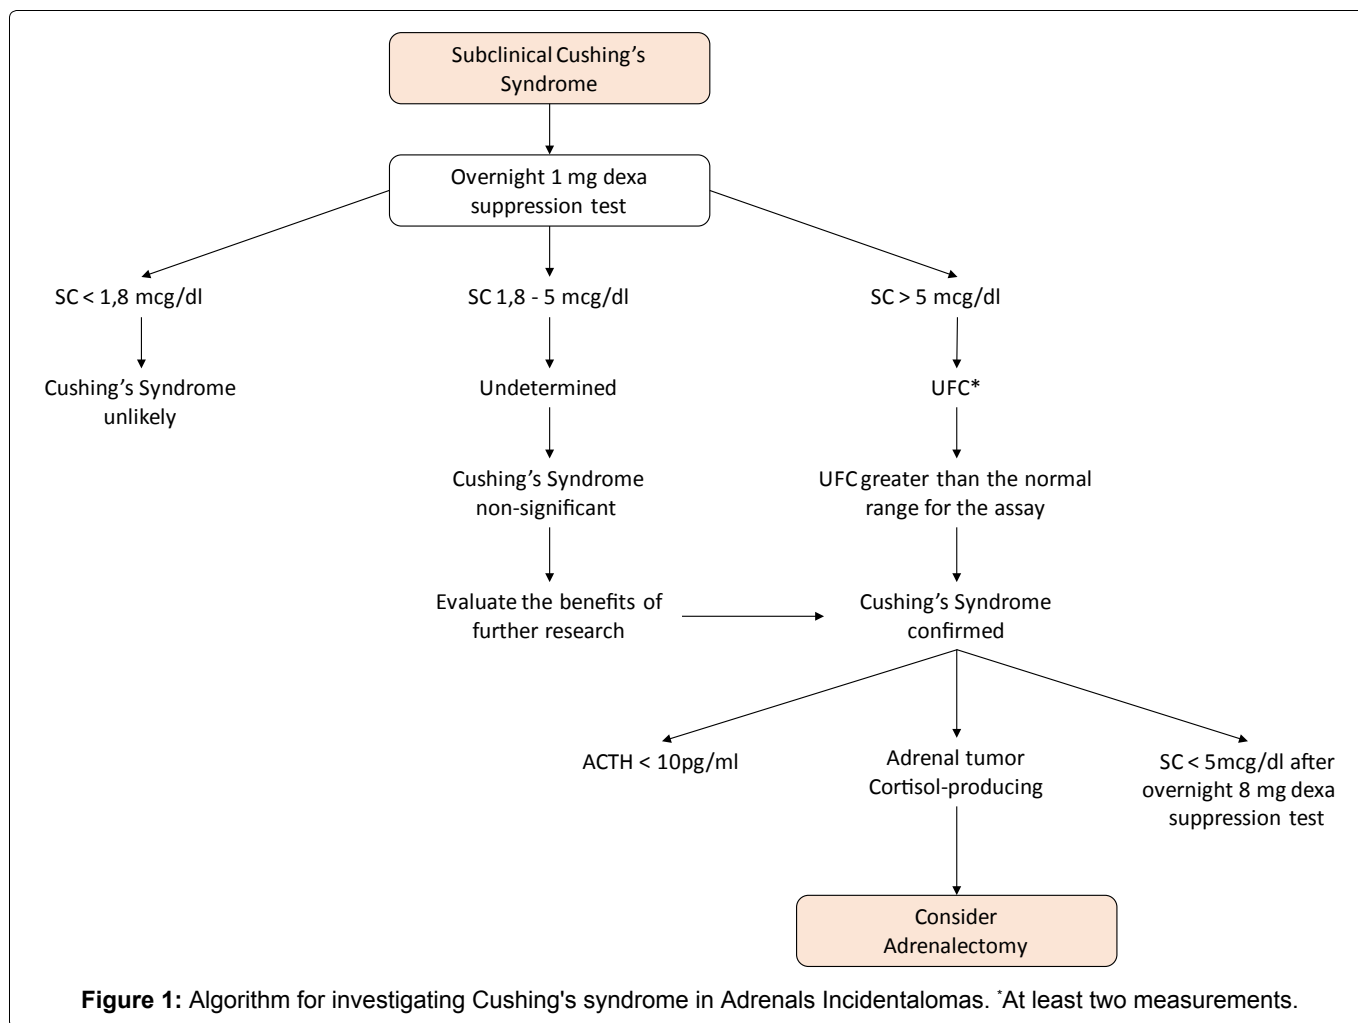 Subclinical Cushing’s
Syndrome
Overnight 1 mg dexa
suppression test
SC < 1,8 mcg/dl
SC 1,8 - 5 mcg/dl
SC > 5 mcg/dl
Cushing’s Syndrome
unlikely
Undetermined
UFC*
Cushing’s Syndrome
non-significant
UFC greater than the normal
range for the assay
Evaluate the benefits of
further research
Cushing’s Syndrome
confirmed
ACTH < 10pg/ml
Adrenal tumor
Cortisol-producing
SC < 5mcg/dl after
overnight 8 mg dexa
suppression test
Consider
Adrenalectomy
Figure 1: Algorithm for investigating Cushing's syndrome in Adrenals Incidentalomas. *At least two measurements.